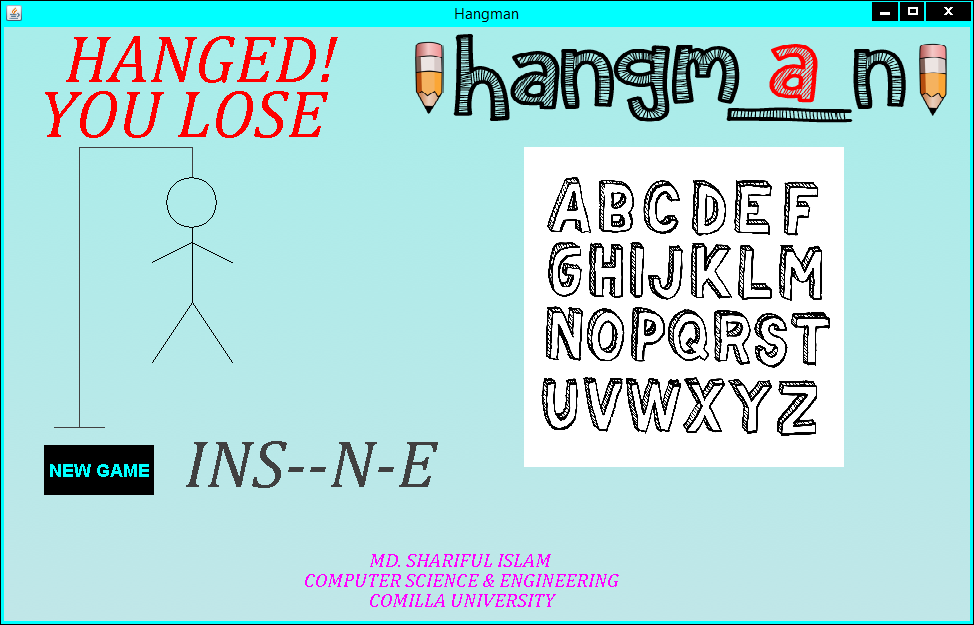 Hangman
HANGED!
YOU LOSE
hangman
ABCDEF
GHIJKLM
NOPQRST
UVWXYZ
NEW GAME
INS--N-E
MD. SHARIFUL ISLAM
COMPUTER SCIENCE & ENGINEERING
COMILLA UNIVERSITY